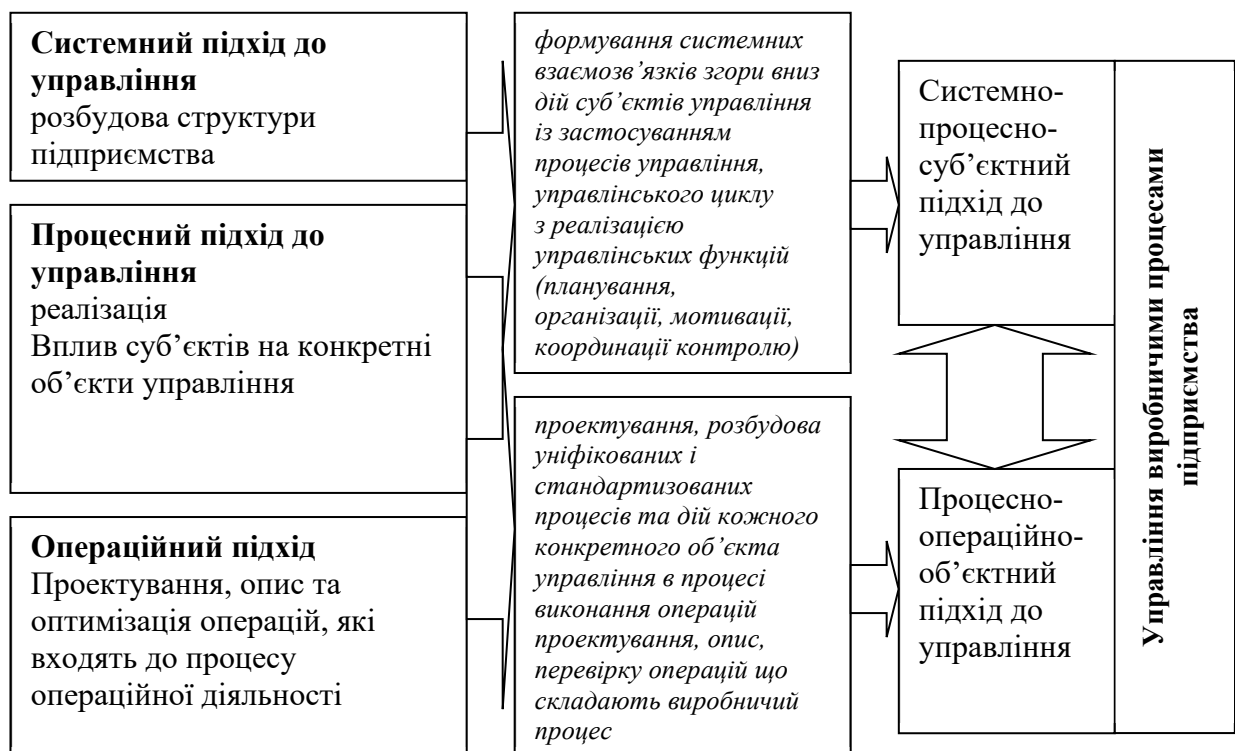 Системний підхід до
управління
розбудова структури
підприємства
Процесний підхід до
управління
реалізація
Вплив суб’єктів на конкретні
об’єкти управління
Операційний підхід
Проектування, опис та
оптимізація операцій, які
входять до процесу
операційної діяльності
формування системних
взаємозв’язків згори вниз
дій суб’єктів управління
із застосуванням
процесів управління,
управлінського циклу
з реалізацією
управлінських функцій
(планування,
організації, мотивації,
координації контролю)
проектування, розбудова
уніфікованих і
стандартизованих
процесів та дій кожного
конкретного об’єкта
управління в процесі
виконання операцій
проектування, опис,
перевірку операцій що
складають виробничий
процес
Системно-
процесно-
суб’єктний
підхід до
управління
Процесно-
операційно-
об’єктний
підхід до
управління
Управління виробничими процесами
підприємства